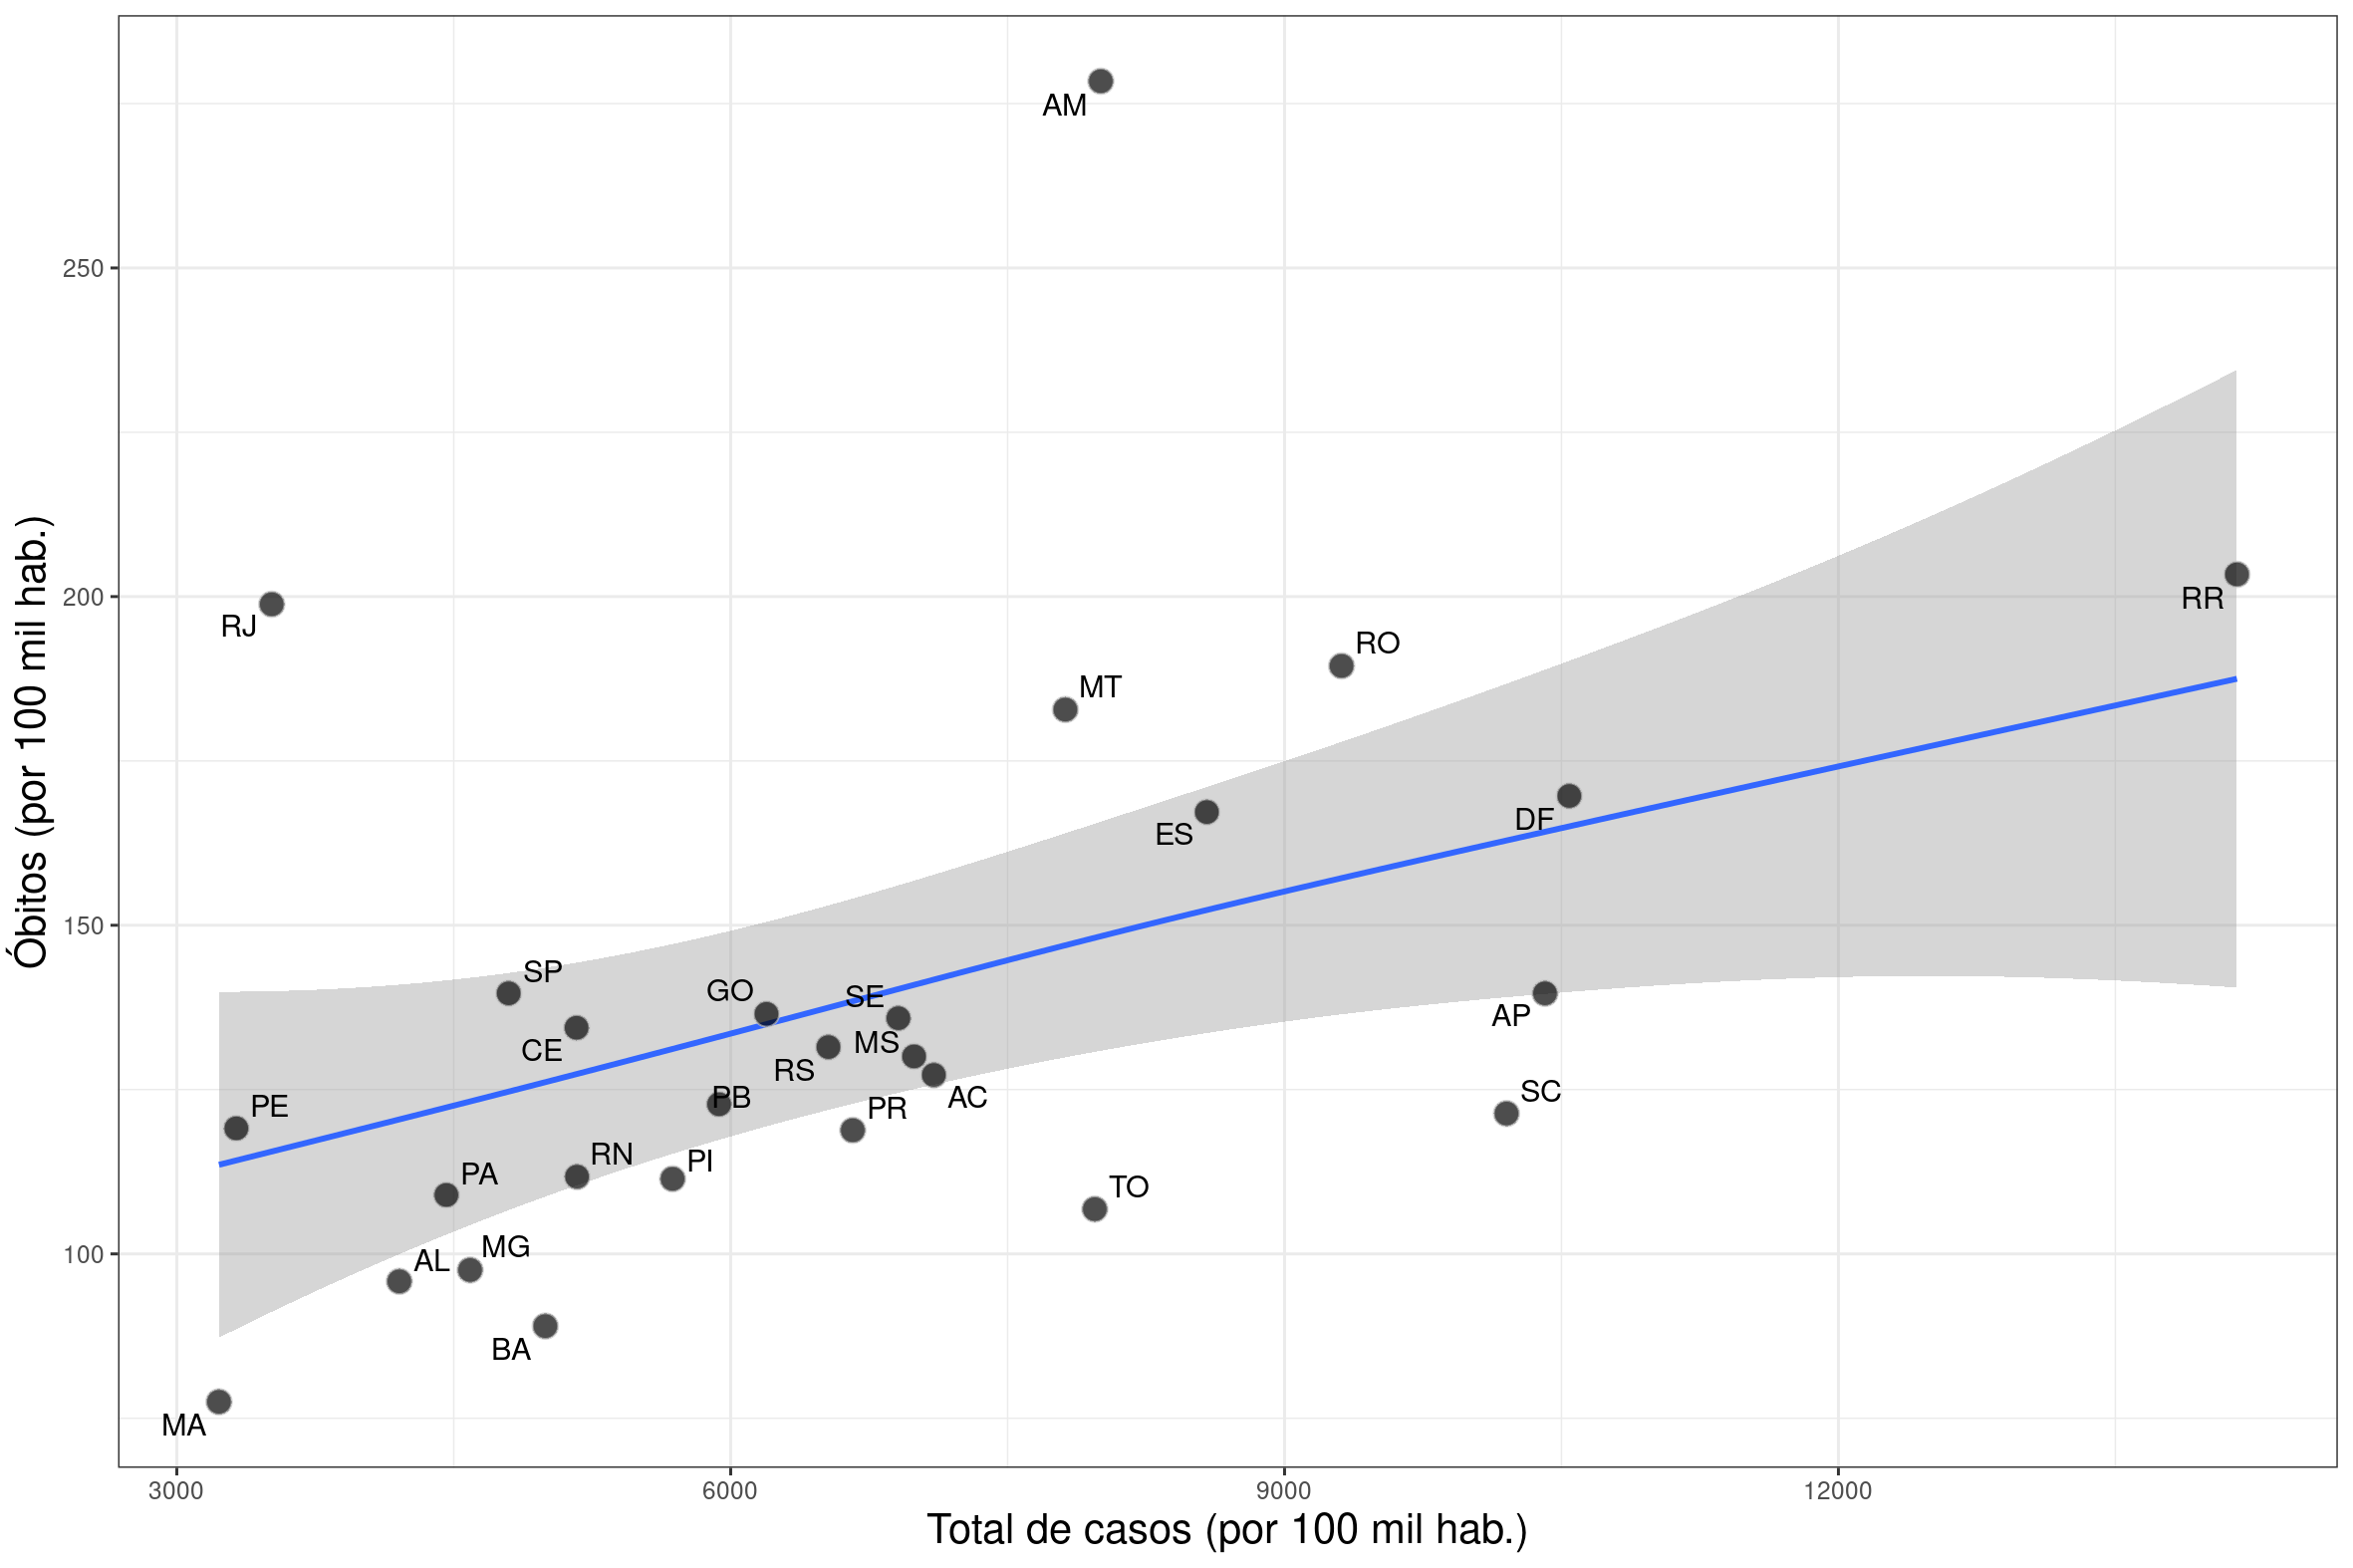 AM
250
RJ
200
RR
RO
MT
ES
DF
150
SP
GO
SE
CE
RS
MS
AP
PE
PB
PR
AC
SC
PA
RN
PI
TO
100
AL
MG
BA
MA
3000
6000
9000
12000
Total de casos (por 100 mil hab.)
Óbitos (por 100 mil hab.)